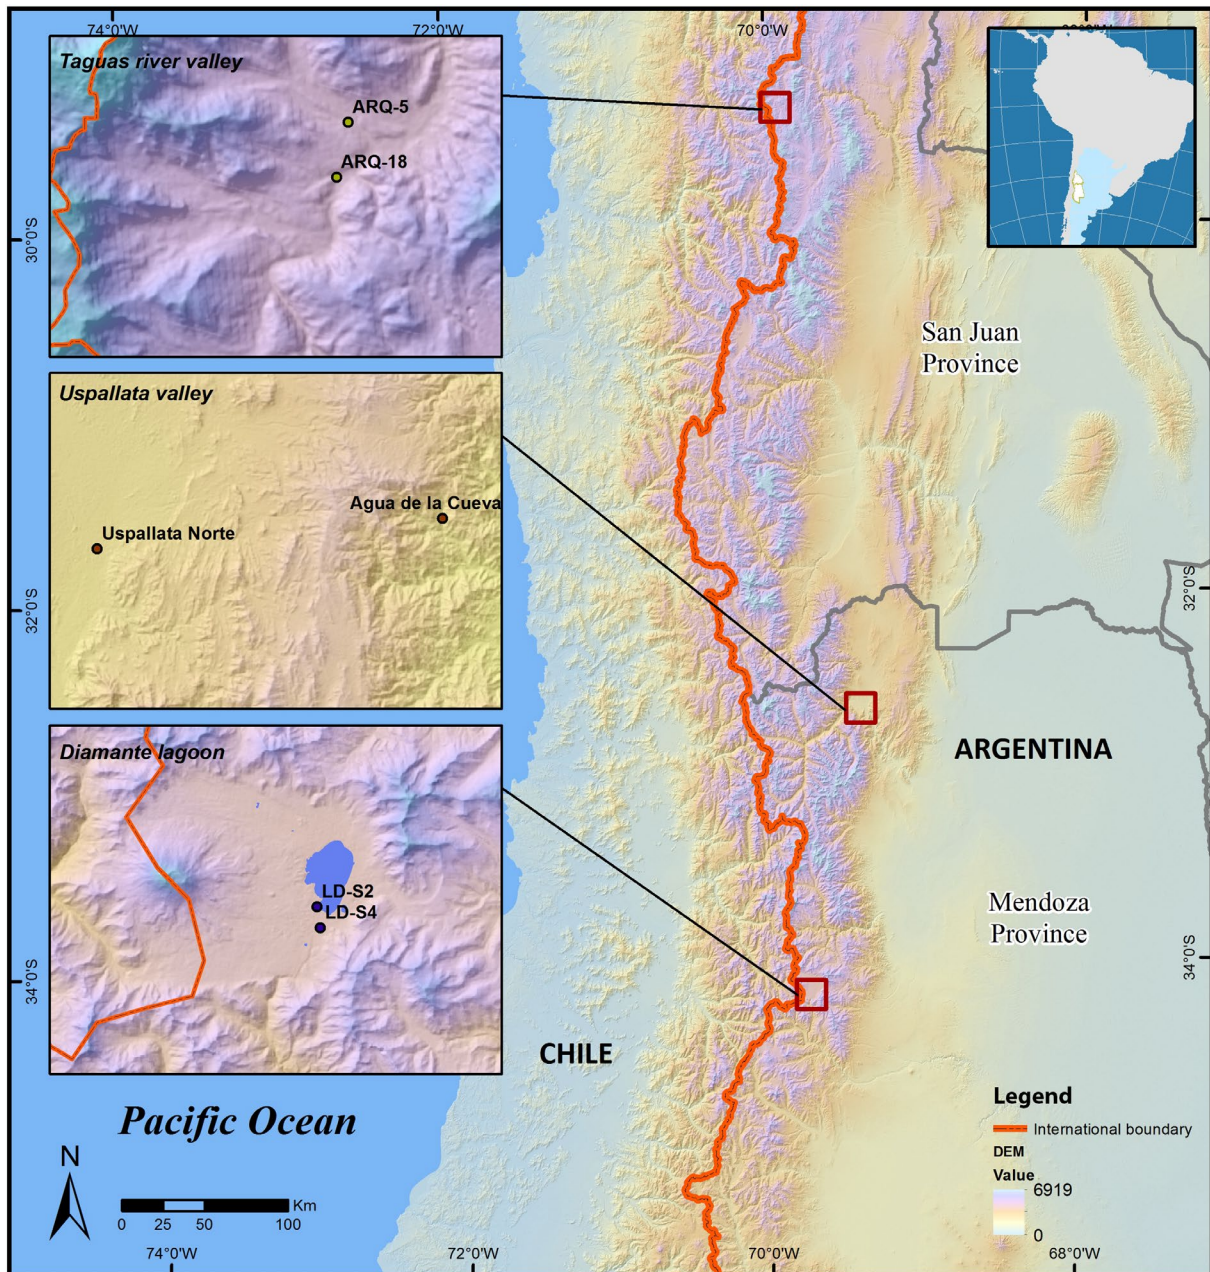 74°0'W
72°0'W
70°0'W
Taguas river valley
ARQ-5
ARQ-18
30°0'S
San Juan
Province
Uspallata valley
Agua de la Cueva
Uspallata Norte
32°0'S
32°0'S
ARGENTINA
Diamante lagoon
LD-S2
LD-S4
Mendoza
Province
34°0'S
34°0'S
CHILE
Pacific Ocean
Legend
International boundary
DEM
Value
6919
0
N
Km
0 25 50 100
74°0'W
72°0'W
70°0'W
68°0'W